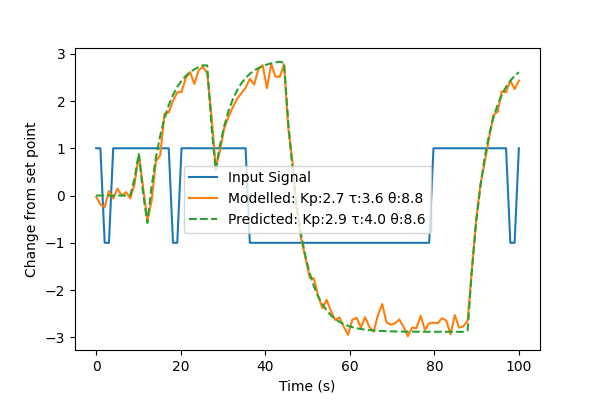 3
2
1
0
−1
−2
−3
Change from set point
Input Signal
Modelled: Kp:2.7 τ:3.6 θ:8.8
Predicted: Kp:2.9 τ:4.0 θ:8.6
0 20 40 60 80 100
Time (s)